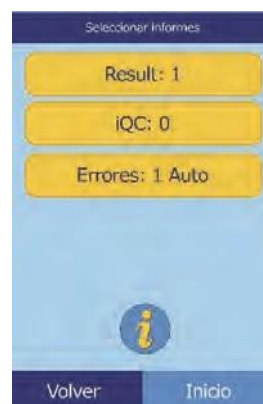 Seleccionar informes
Result: 1
iQC: 0
Errores: 1 Auto
i
Volver Inicio